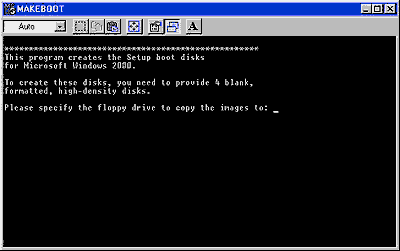 MAKEBOOT
Auto
A
**************************************************
This program creates the Setup boot disks
for Microsoft Windows 2000.
To create these disks, you need to provide 4 blank,
formatted, high-density disks.
Please specify the floppy drive to copy the images to: _